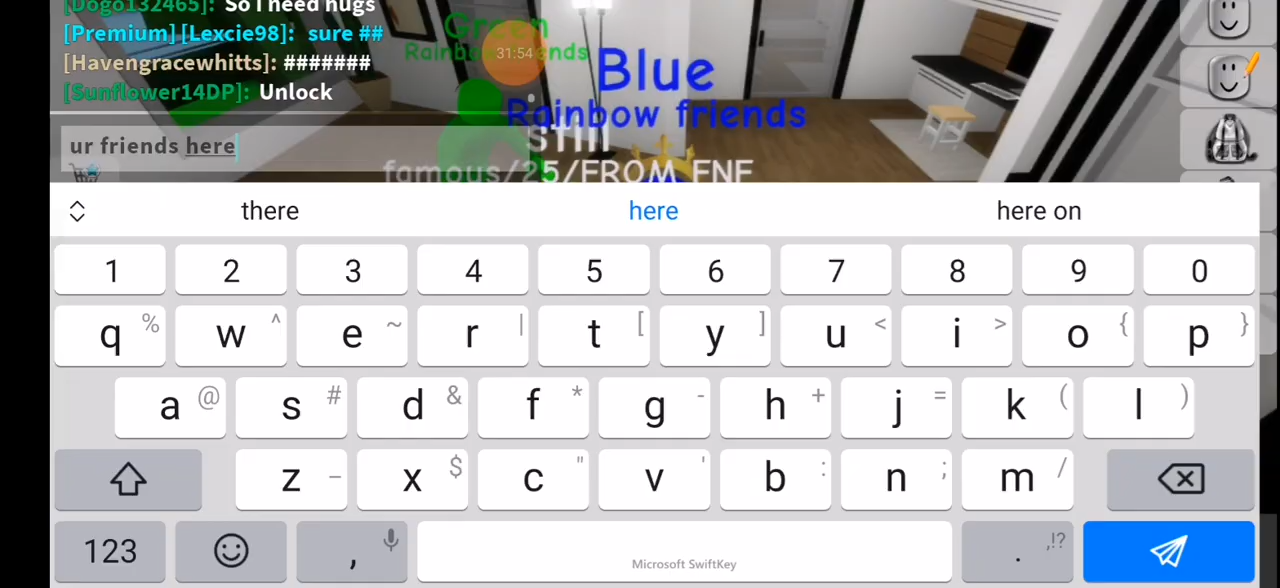 [Dogo132465]: So I need hugs
[Premium] [Lexcie98]: sure ##
[Havengracewhitts]: #######
[Sunflower14DP]: Unlock
Green
Rainbow friends
31:54
Blue
Rainbow friends
still
famous/25/FROM FNF
ur friends here
there here here on
1 2 3 4 5 6 7 8 9 0
q % w ^ e ~ r | t [ y ] u < i > o { p }
a @ s # d & f * g - h + j = k ( l )
z _ x $ c " v ' b : n ; m /
123 , Microsoft SwiftKey . ,!?